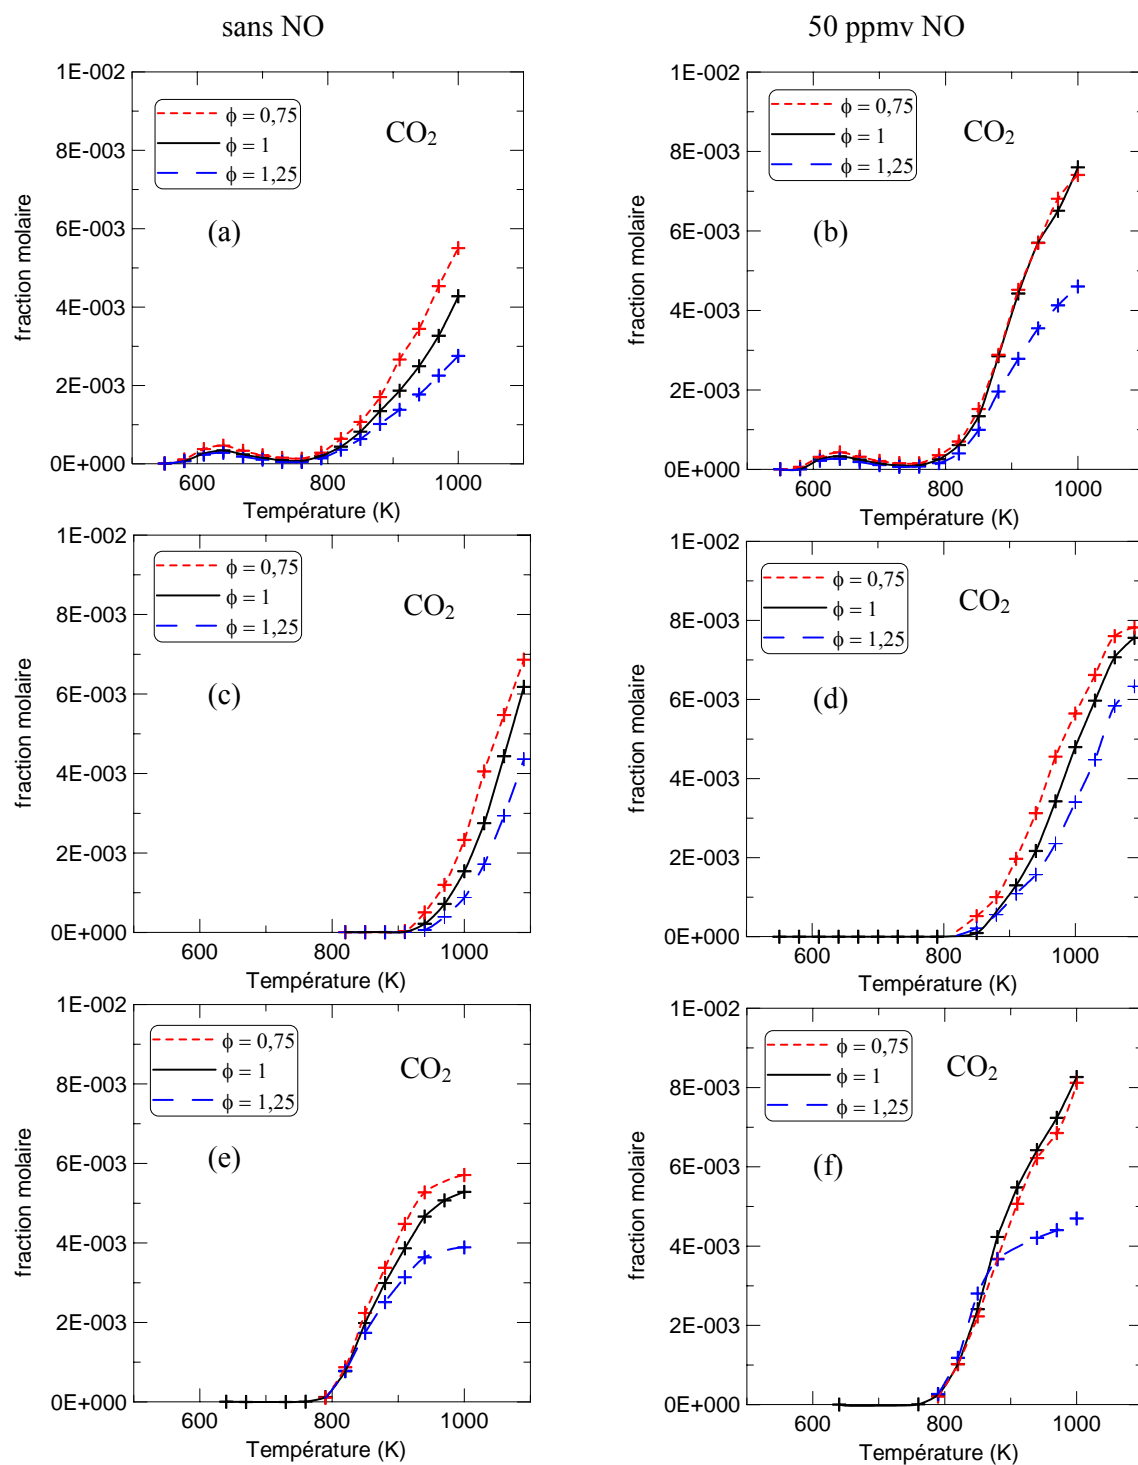 sans NO
50 ppmv NO
1E-002
8E-003
6E-003
4E-003
2E-003
0E+000
fraction molaire
ϕ = 0,75
ϕ = 1
ϕ = 1,25
CO2
(a)
600
800
1000
Température (K)
1E-002
8E-003
6E-003
4E-003
2E-003
0E+000
fraction molaire
ϕ = 0,75
ϕ = 1
ϕ = 1,25
CO2
(b)
600
800
1000
Température (K)
1E-002
8E-003
6E-003
4E-003
2E-003
0E+000
fraction molaire
ϕ = 0,75
ϕ = 1
ϕ = 1,25
CO2
(c)
600
800
1000
Température (K)
1E-002
8E-003
6E-003
4E-003
2E-003
0E+000
fraction molaire
ϕ = 0,75
ϕ = 1
ϕ = 1,25
CO2
(d)
600
800
1000
Température (K)
1E-002
8E-003
6E-003
4E-003
2E-003
0E+000
fraction molaire
ϕ = 0,75
ϕ = 1
ϕ = 1,25
CO2
(e)
600
800
1000
Température (K)
1E-002
8E-003
6E-003
4E-003
2E-003
0E+000
fraction molaire
ϕ = 0,75
ϕ = 1
ϕ = 1,25
CO2
(f)
600
800
1000
Température (K)